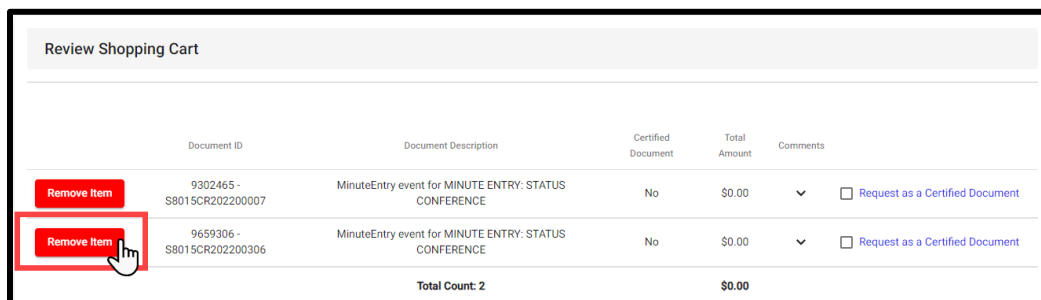 Review Shopping Cart
Document ID Document Description Certified Document Total Amount Comments
Remove Item 9302465 - S8015CR202200007 MinuteEntry event for MINUTE ENTRY: STATUS CONFERENCE No $0.00 Request as a Certified Document
Remove Item 9659306 - S8015CR202200306 MinuteEntry event for MINUTE ENTRY: STATUS CONFERENCE No $0.00 Request as a Certified Document
Total Count: 2 $0.00